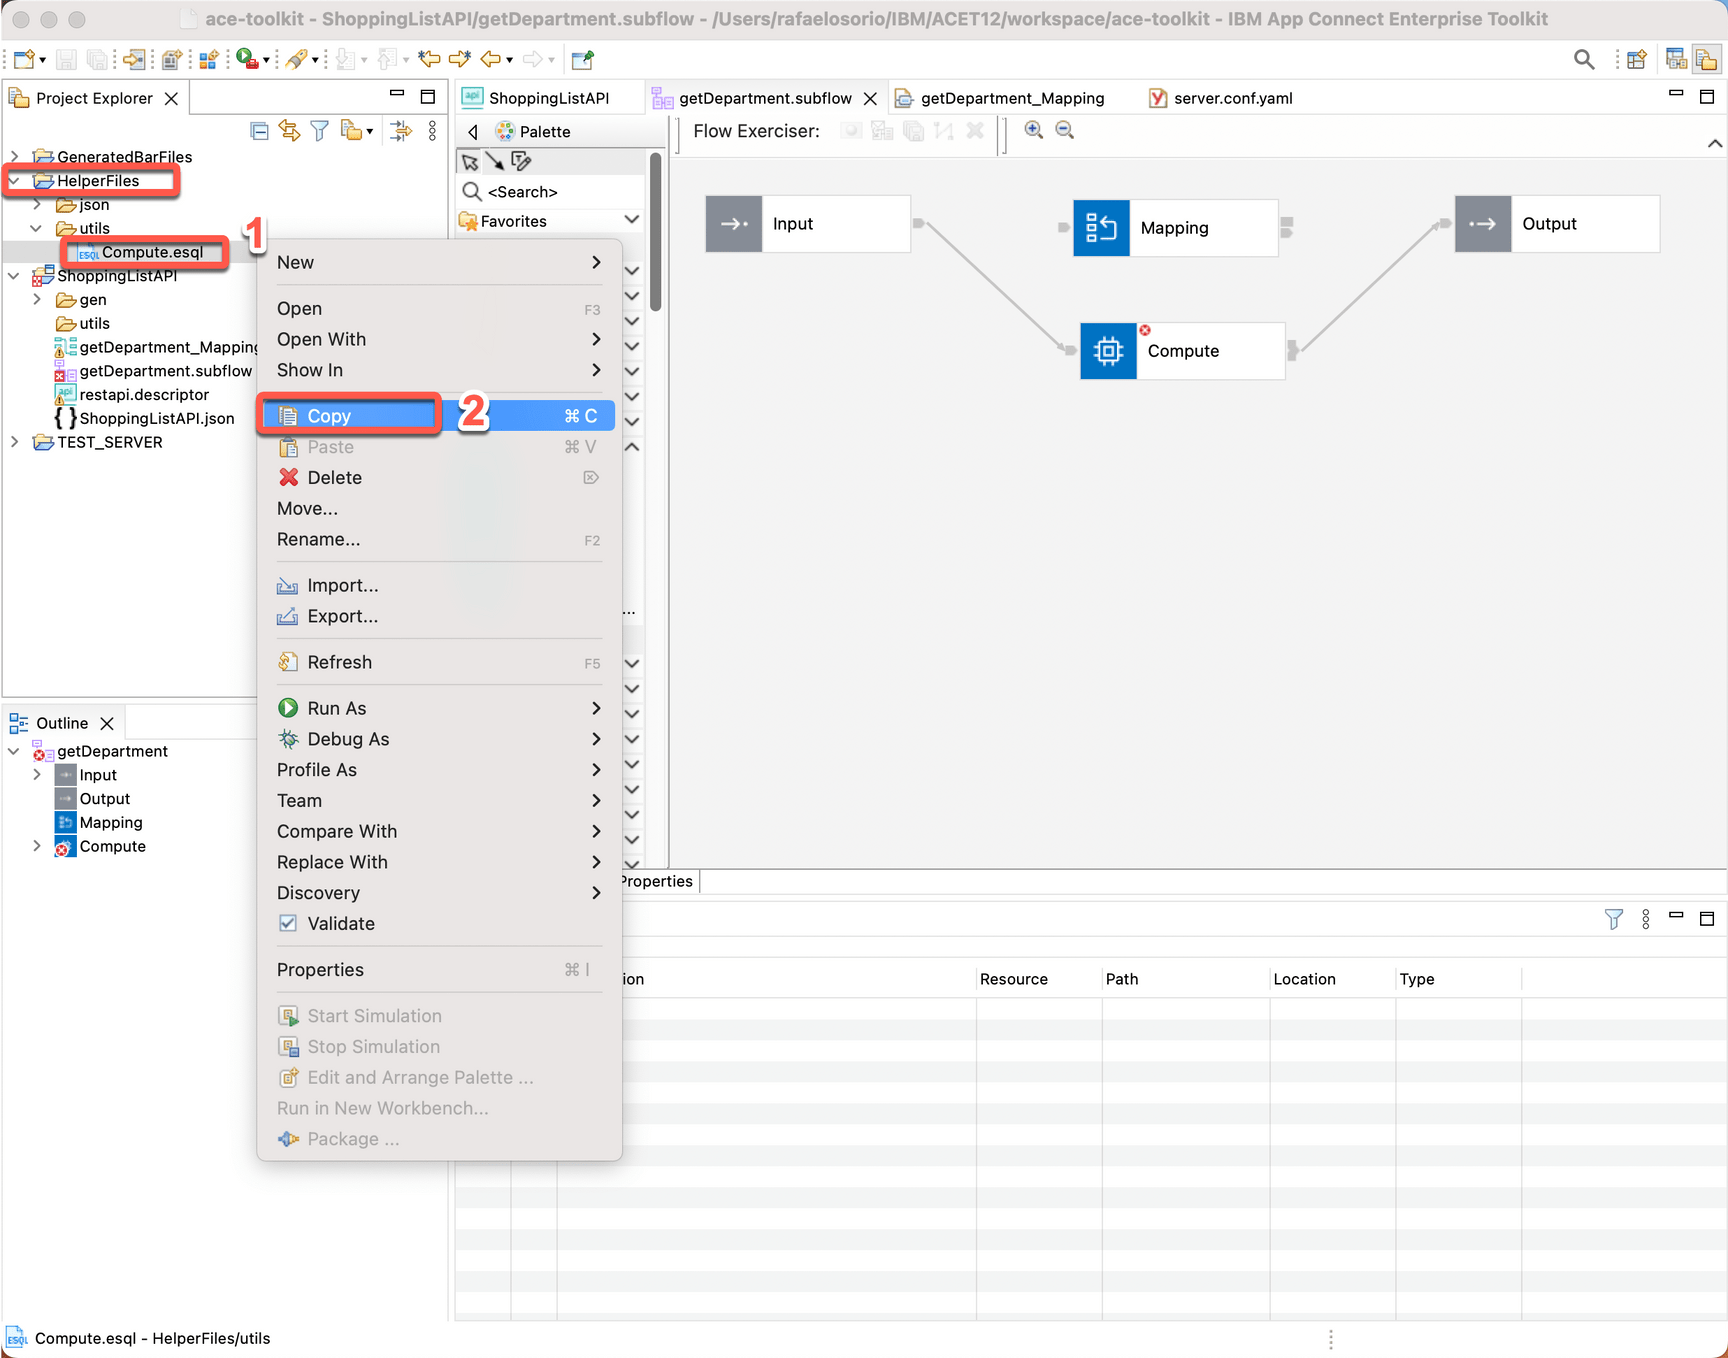 ace-toolkit - ShoppingListAPI/getDepartment.subflow - /Users/rafaelosorio/IBM/ACET12/workspace/ace-toolkit - IBM App Connect Enterprise Toolkit
Project Explorer
GeneratedBarFiles
HelperFiles
json
utils
1
ESQL Compute.esql
ShoppingListAPI
gen
utils
getDepartment_Mapping
getDepartment.subflow
api restapi.descriptor
{} ShoppingListAPI.json
TEST_SERVER
api ShoppingListAPI
getDepartment.subflow
getDepartment_Mapping
server.conf.yaml
Palette
<Search>
Favorites
...
Flow Exerciser:
Input
Mapping
Output
Compute
New
Open F3
Open With
Show In
Copy ⌘ C
2
Paste ⌘ V
Delete
Move...
Rename... F2
Import...
Export...
Refresh F5
Run As
Debug As
Profile As
Team
Compare With
Replace With
Discovery
Validate
Properties ⌘ I
Start Simulation
Stop Simulation
Edit and Arrange Palette ...
Run in New Workbench...
Package ...
Outline
getDepartment
Input
Output
Mapping
Compute
Properties
ion
Resource
Path
Location
Type
ESQL Compute.esql - HelperFiles/utils